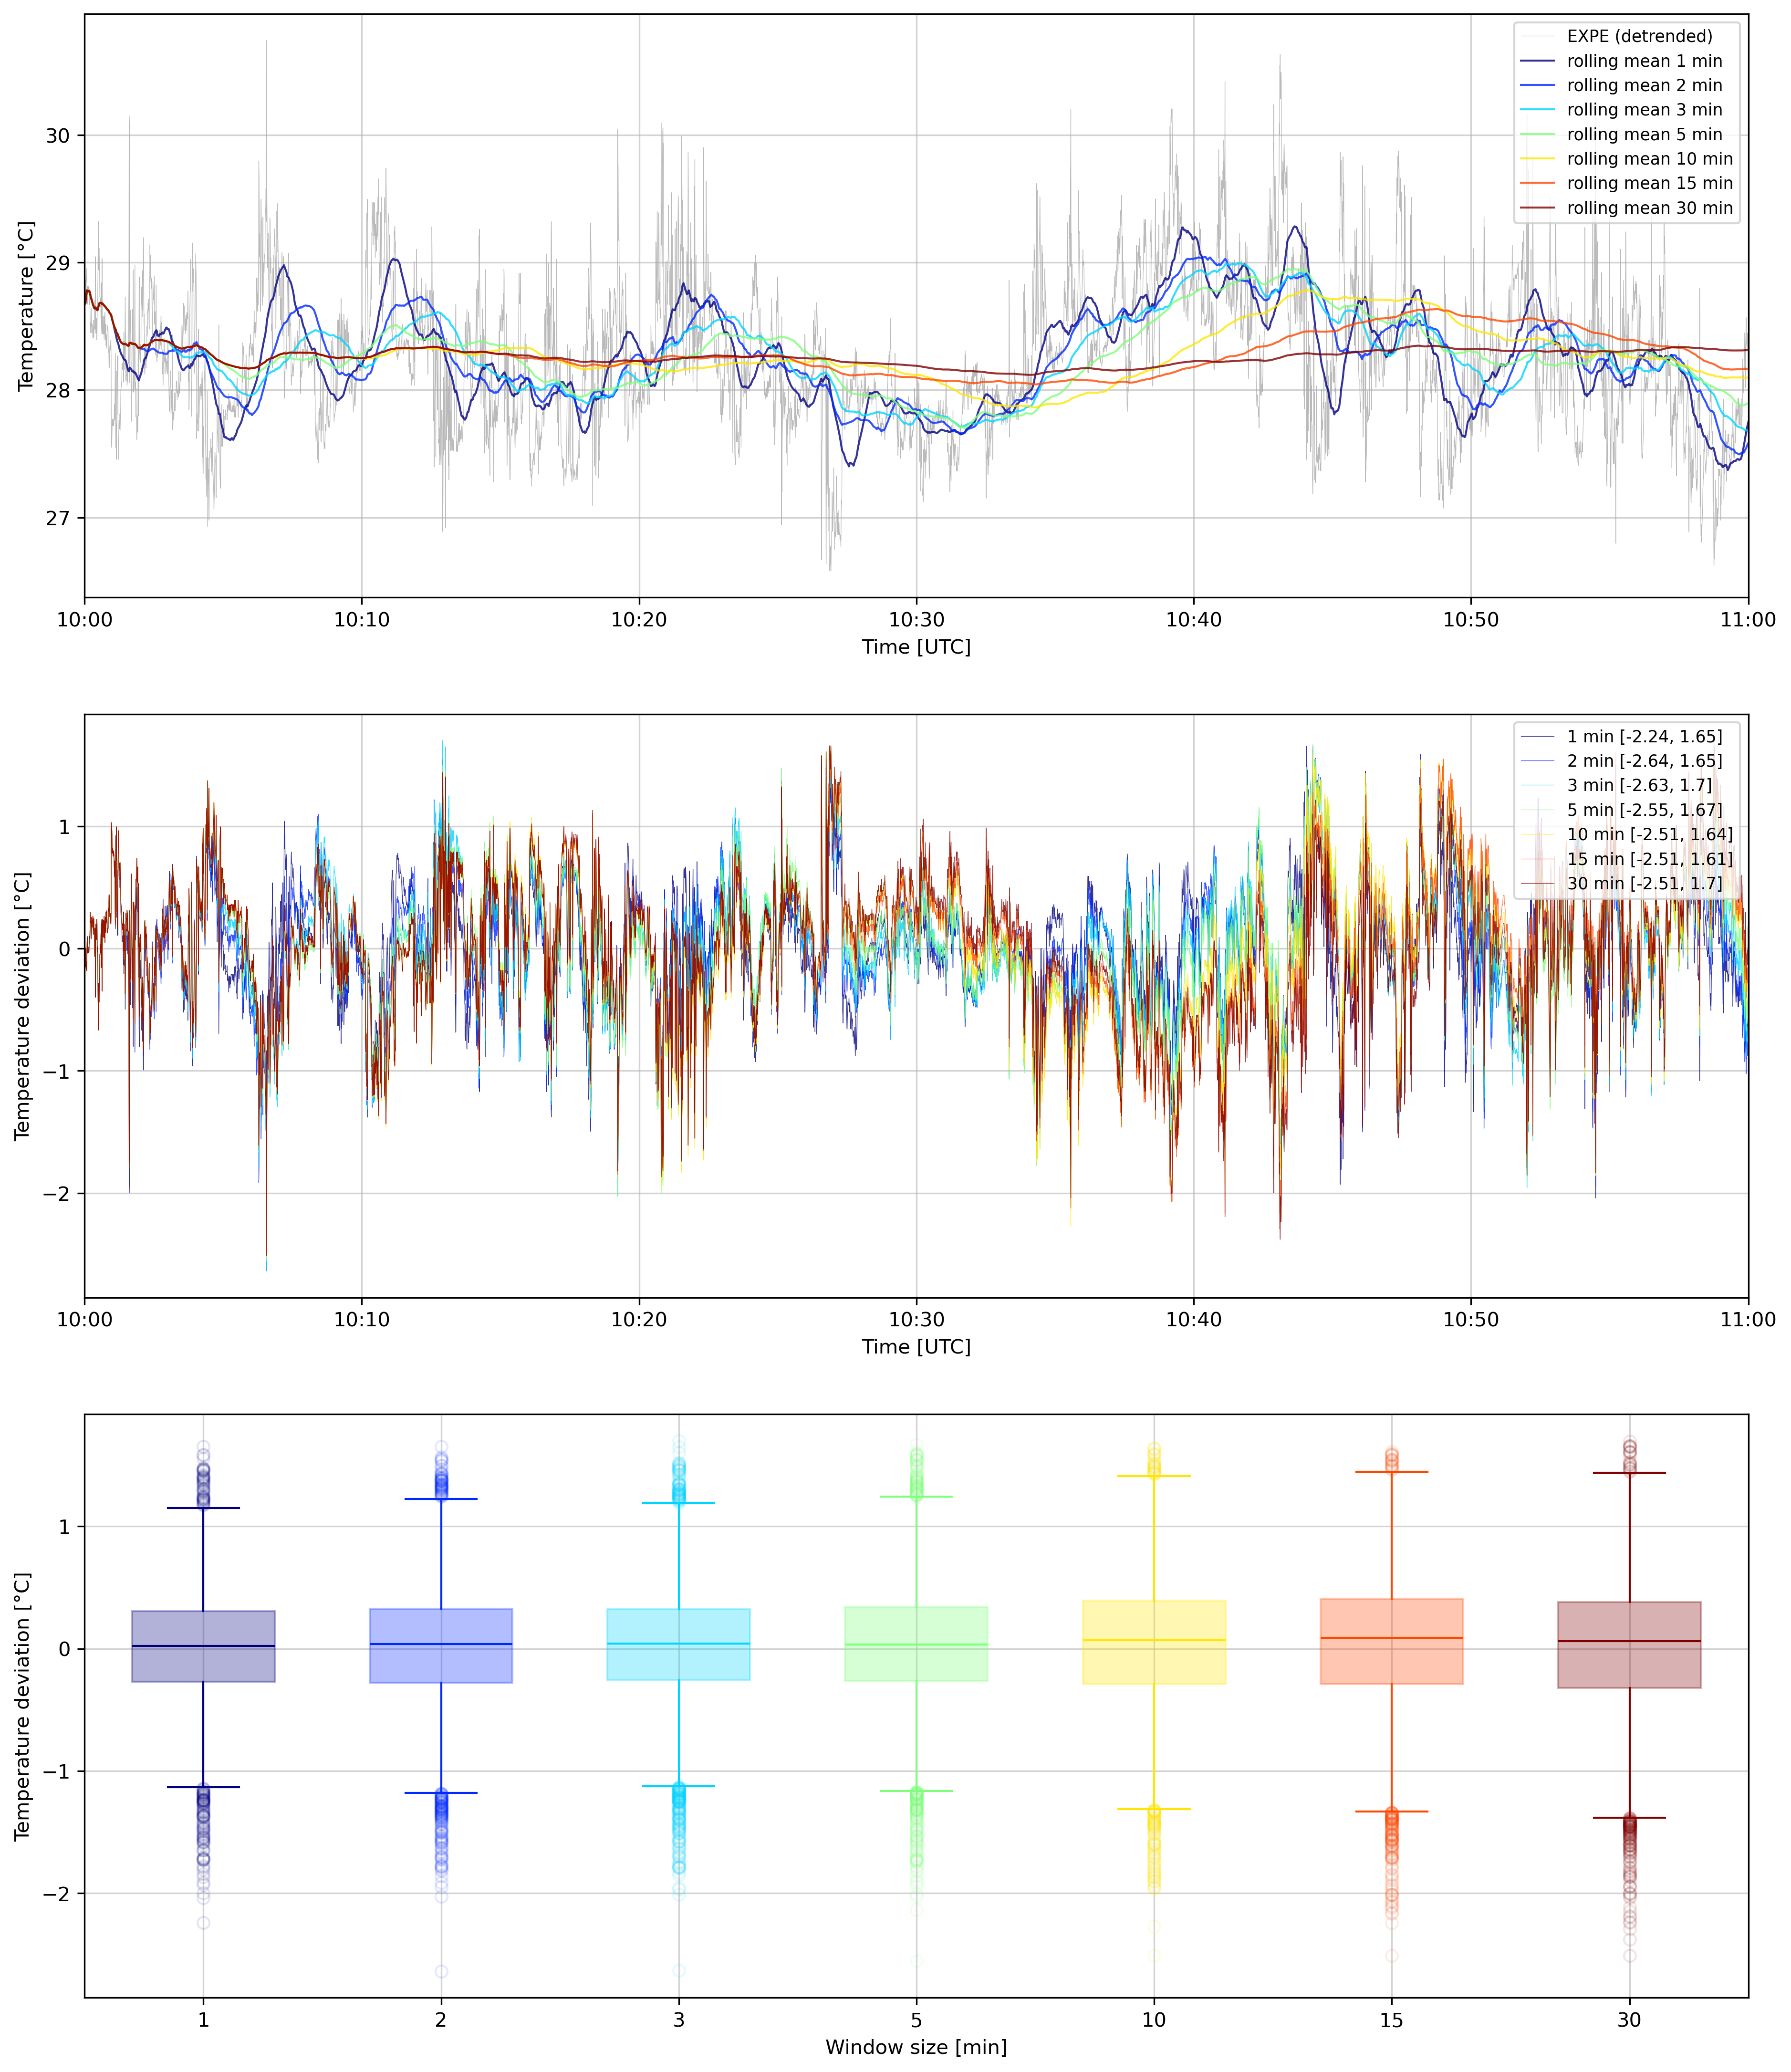 Temperature [°C]
30
29
28
27
EXPE (detrended)
rolling mean 1 min
rolling mean 2 min
rolling mean 3 min
rolling mean 5 min
rolling mean 10 min
rolling mean 15 min
rolling mean 30 min
10:00 10:10 10:20 10:30 10:40 10:50 11:00
Time [UTC]
Temperature deviation [°C]
1
0
−1
−2
1 min [-2.24, 1.65]
2 min [-2.64, 1.65]
3 min [-2.63, 1.7]
5 min [-2.55, 1.67]
10 min [-2.51, 1.64]
15 min [-2.51, 1.61]
30 min [-2.51, 1.7]
10:00 10:10 10:20 10:30 10:40 10:50 11:00
Time [UTC]
Temperature deviation [°C]
1
0
−1
−2
1 2 3 5 10 15 30
Window size [min]